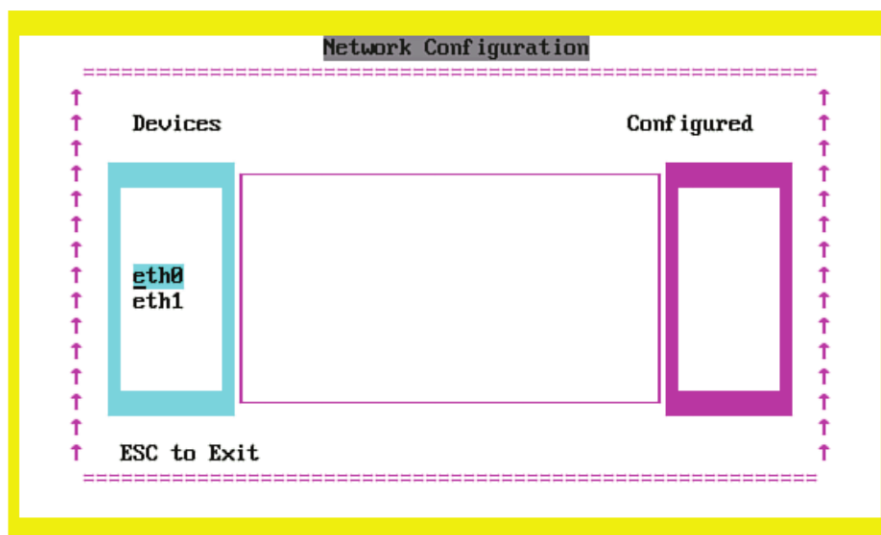 Network Configuration
Devices Configured
eth0
eth1
ESC to Exit